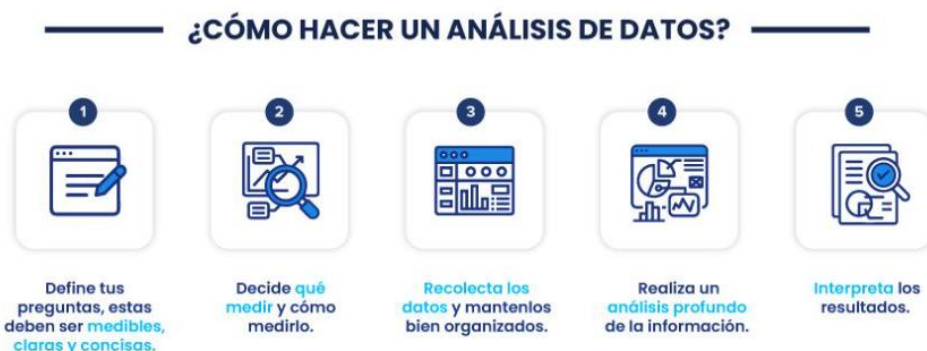 ¿CÓMO HACER UN ANÁLISIS DE DATOS?
1
2
3
4
5
Define tus
preguntas, estas
deben ser medibles,
claras y concisas.
Decide qué
medir y cómo
medirlo.
Recolecta los
datos y mantenlos
bien organizados.
Realiza un
análisis profundo
de la información.
Interpreta los
resultados.